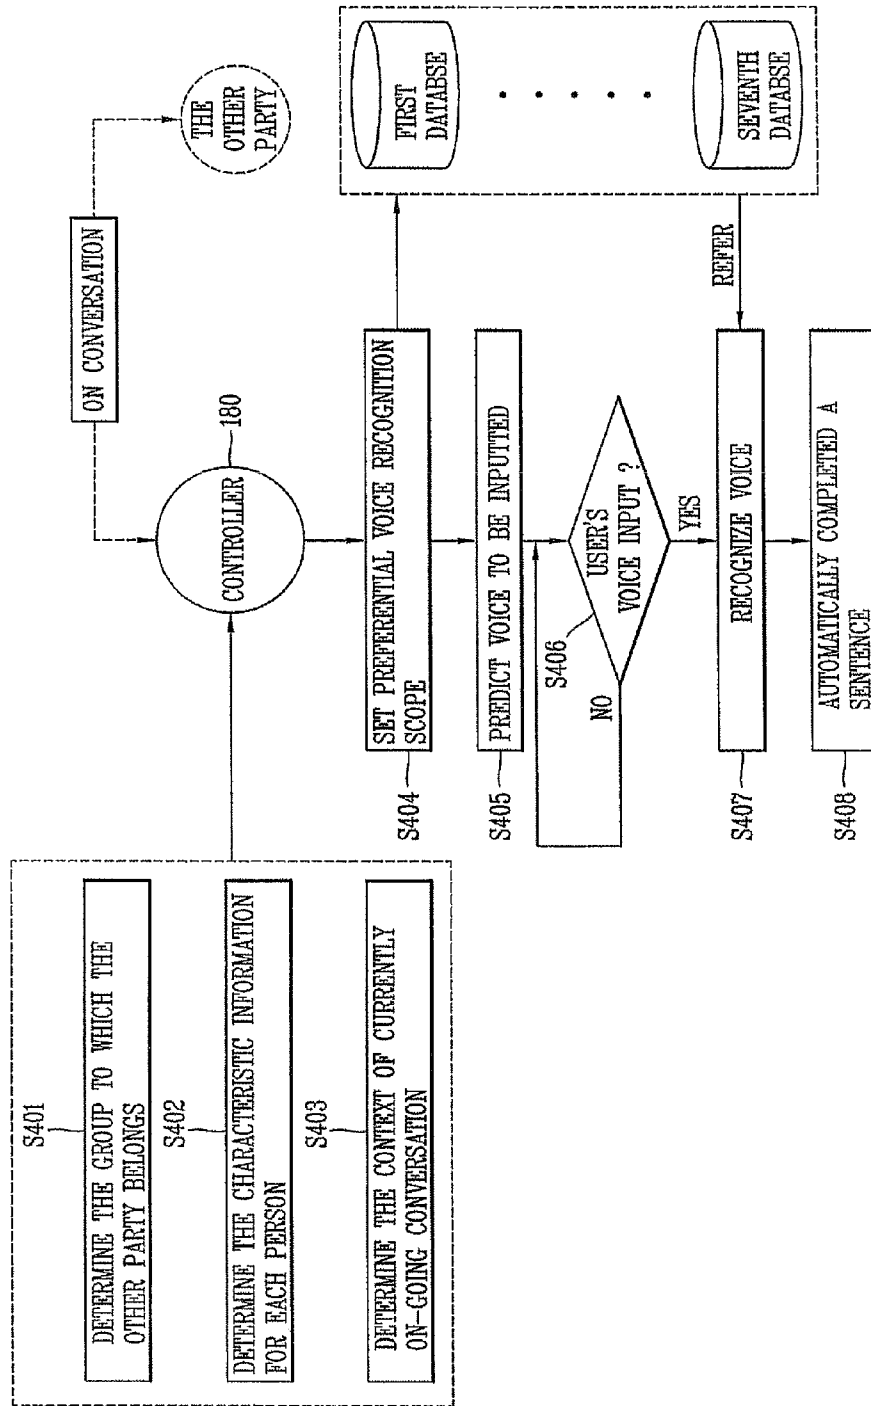 S401
DETERMINE THE GROUP TO WHICH THE
OTHER PARTY BELONGS
S402
DETERMINE THE CHARACTERISTIC INFORMATION
FOR EACH PERSON
S403
DETERMINE THE CONTEXT OF CURRENTLY
ON-GOING CONVERSATION
ON CONVERSATION
THE
OTHER
PARTY
180
CONTROLLER
S404
SET PREFERENTIAL VOICE RECOGNITION
SCOPE
FIRST
DATABSE
SEVENTH
DATABSE
S405
PREDICT VOICE TO BE INPUTTED
S406
USER'S
VOICE INPUT ?
NO
YES
REFER
S407
RECOGNIZE VOICE
S408
AUTOMATICALLY COMPLETED A
SENTENCE